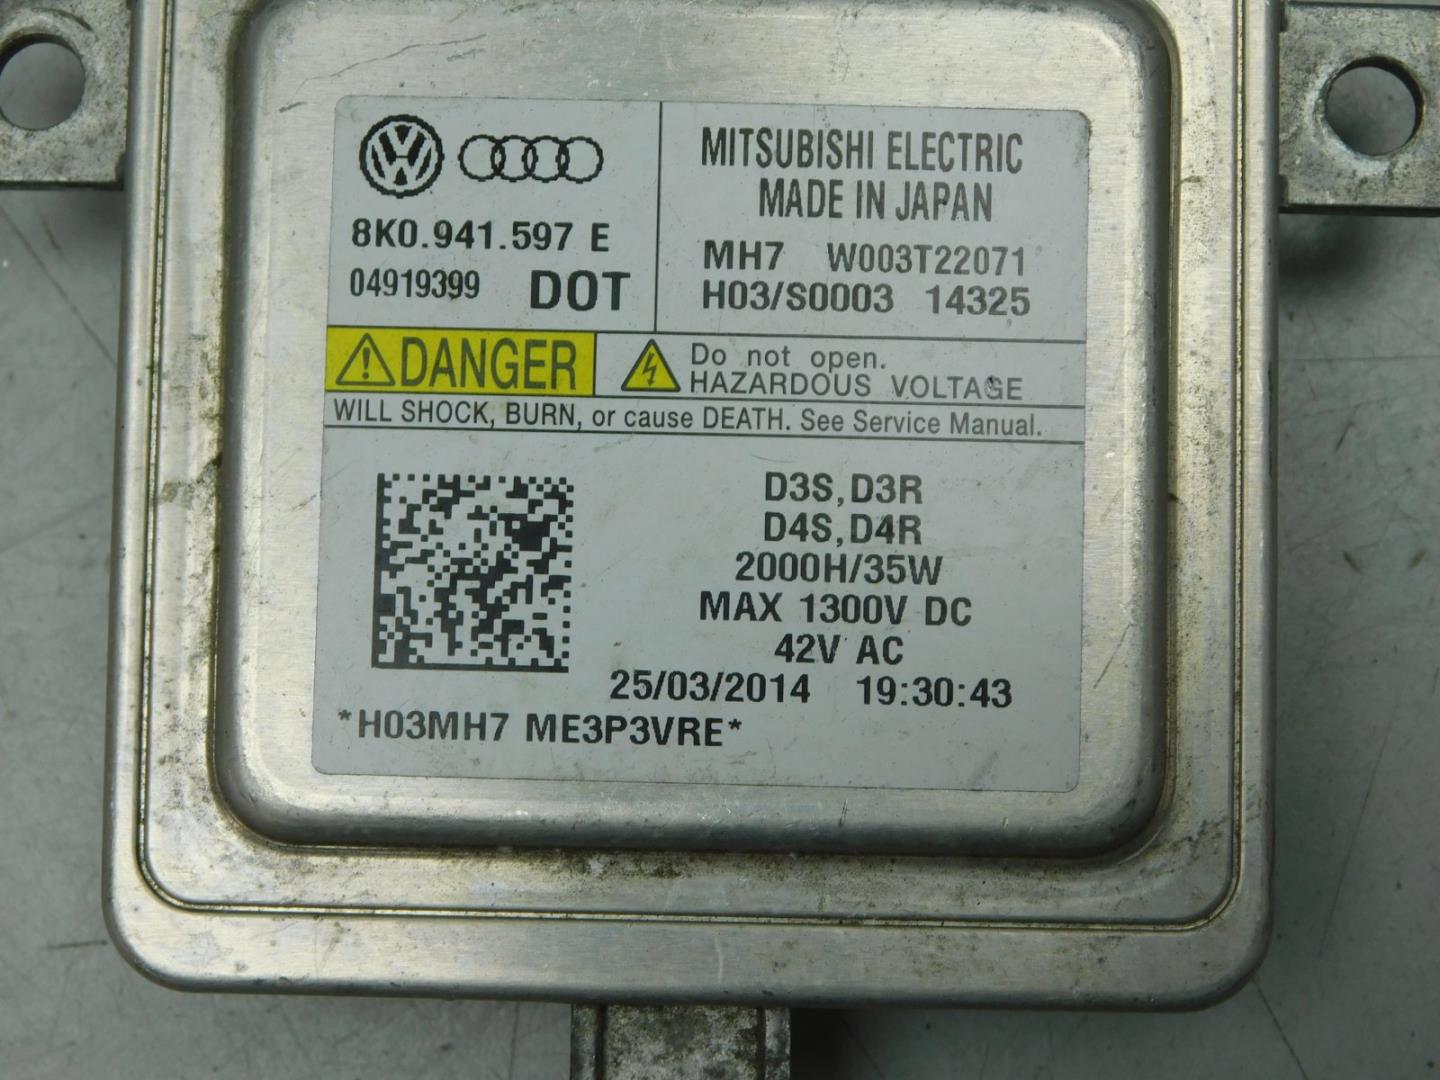 8K0.941.597 E
04919399 DOT
MITSUBISHI ELECTRIC
MADE IN JAPAN
MH7 W003T22071
H03/S0003 14325
DANGER
Do not open.
HAZARDOUS VOLTAGE
WILL SHOCK, BURN, or cause DEATH. See Service Manual.
D3S, D3R
D4S, D4R
2000H/35W
MAX 1300V DC
42V AC
25/03/2014 19:30:43
*H03MH7 ME3P3VRE*